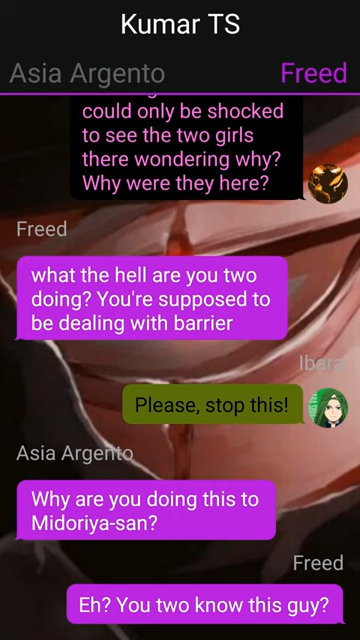 Kumar TS
Asia Argento Freed
could only be shocked
to see the two girls
there wondering why?
Why were they here?
Freed
what the hell are you two
doing? You're supposed to
be dealing with barrier
Ibara
Please, stop this!
Asia Argento
Why are you doing this to
Midoriya-san?
Freed
Eh? You two know this guy?